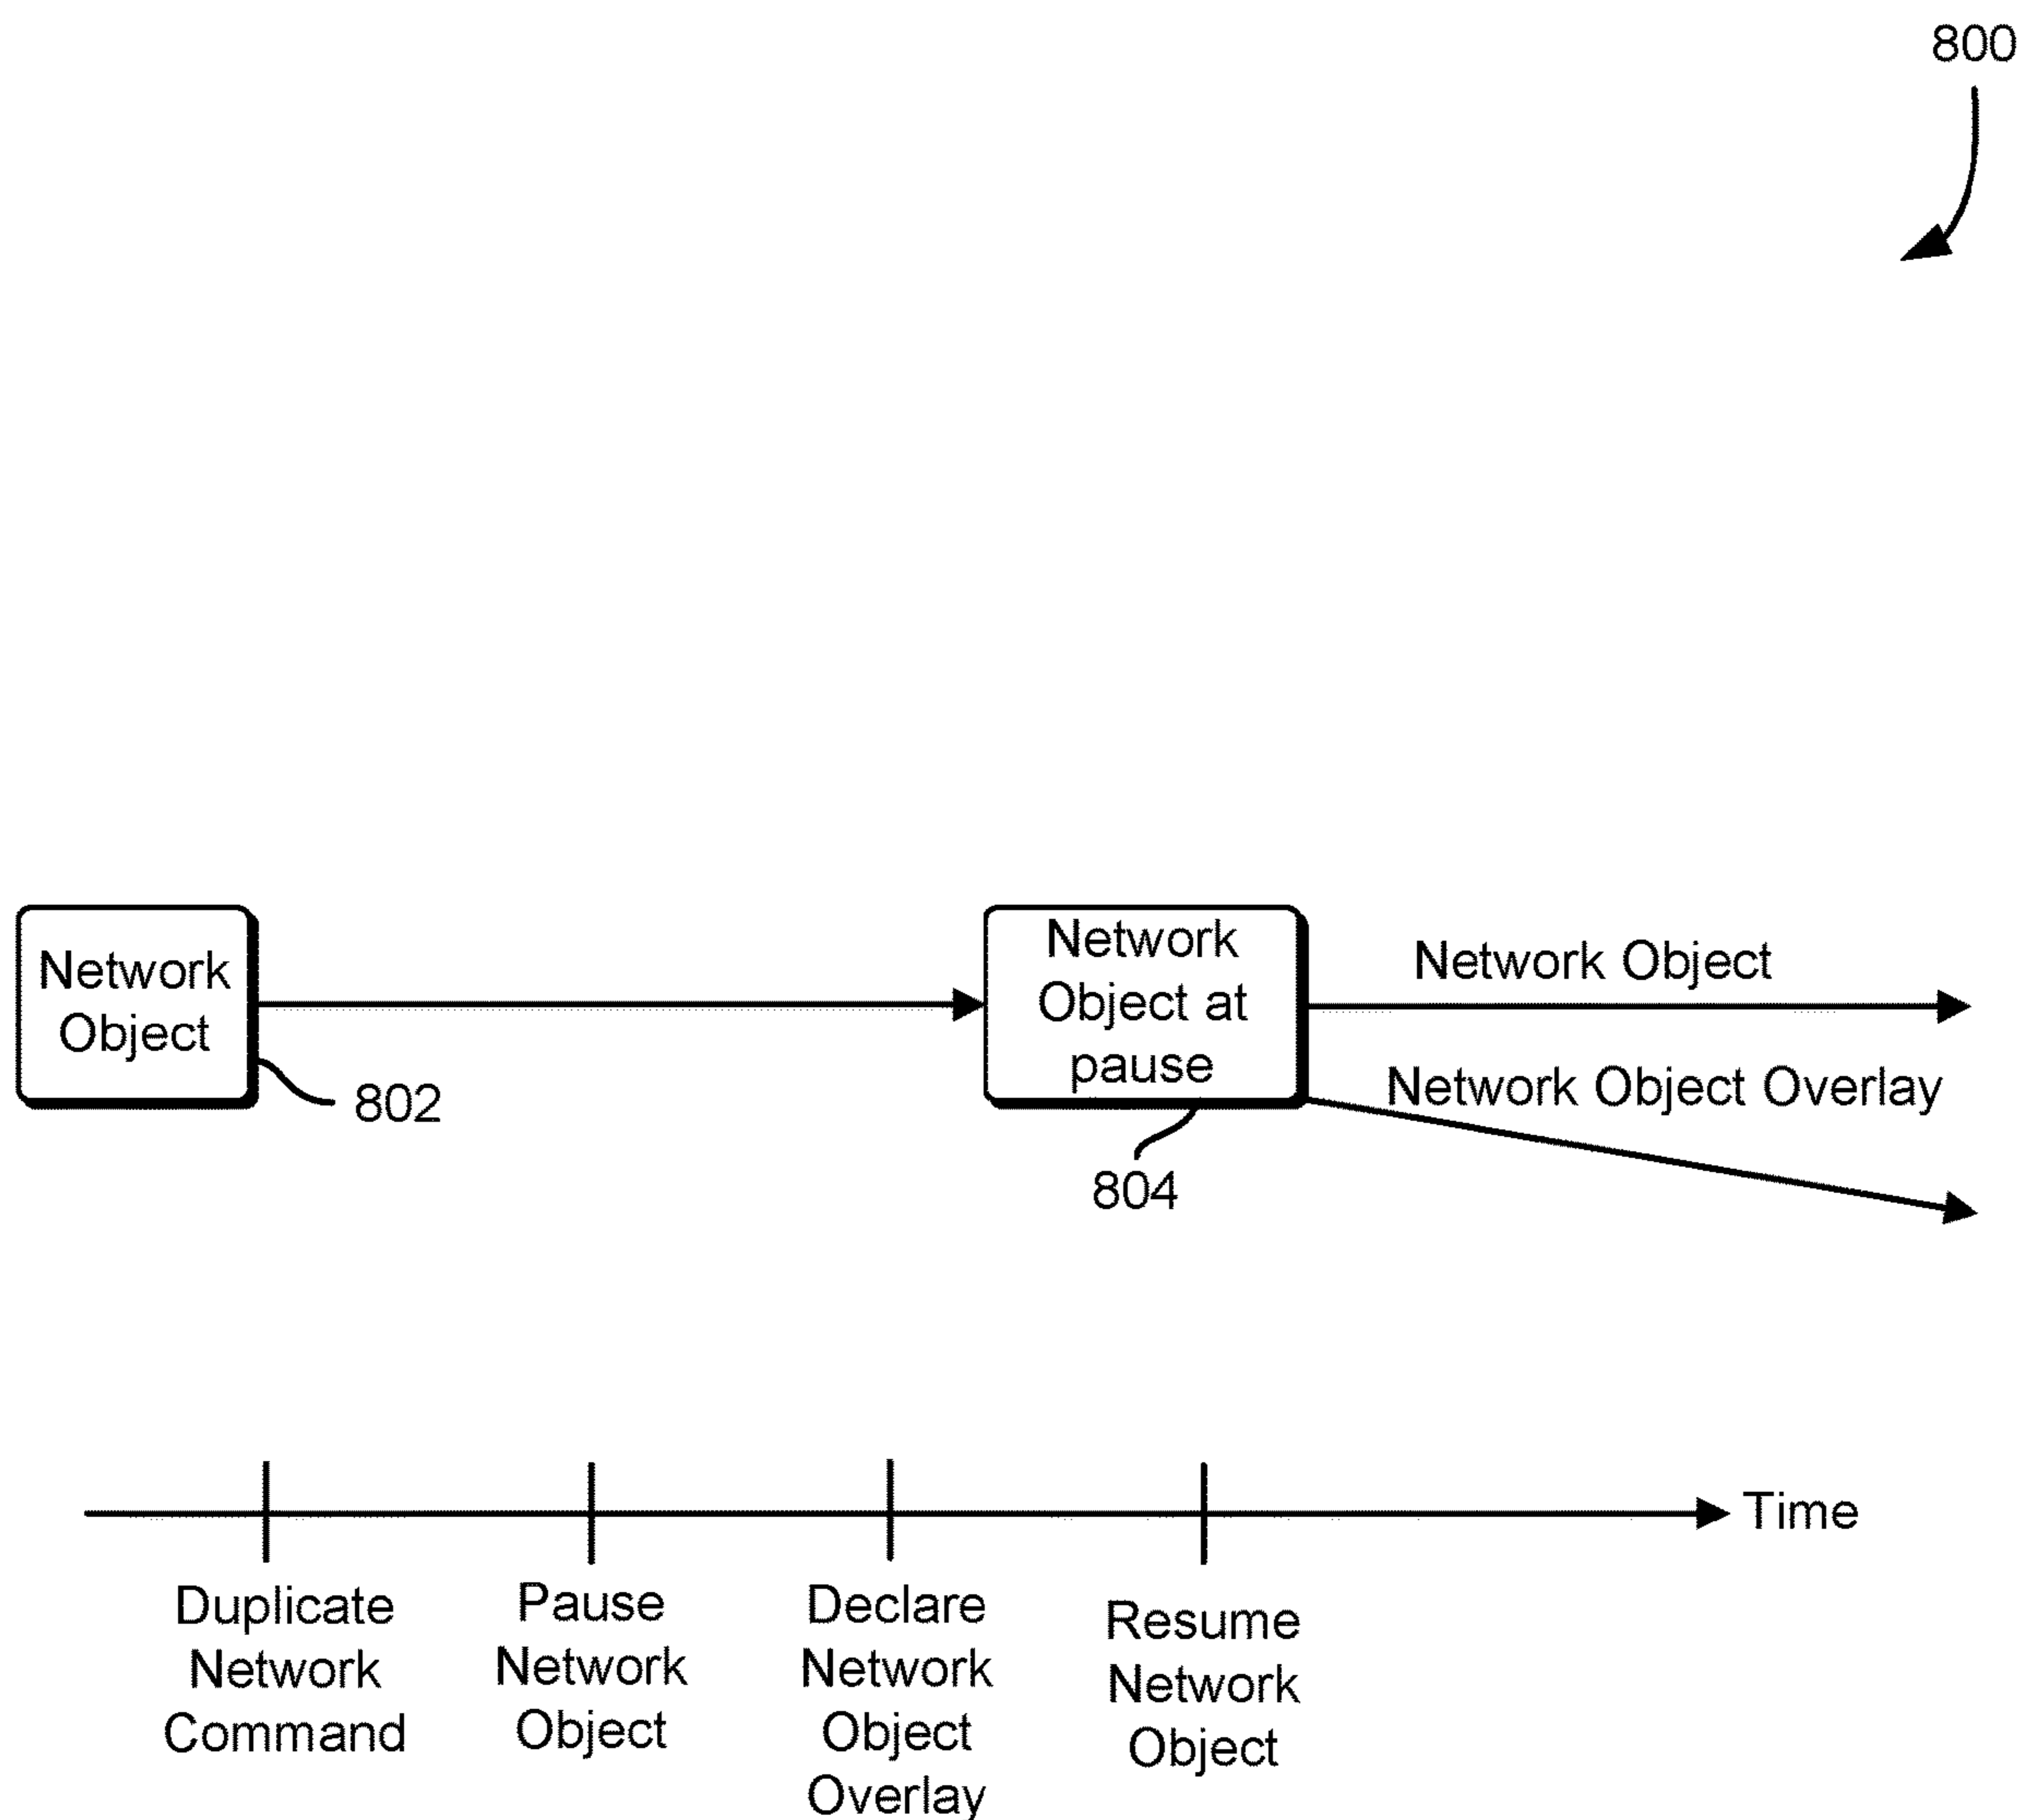 800
Network
Object
802
Network
Object at
pause
804
Network Object
Network Object Overlay
Time
Duplicate
Network
Command
Pause
Network
Object
Declare
Network
Object
Overlay
Resume
Network
Object